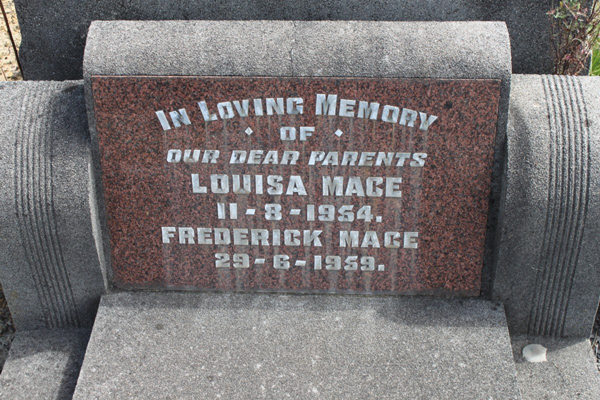 IN LOVING MEMORY
OF
OUR DEAR PARENTS
LOUISA MACE
11-8-1954.
FREDERICK MACE
29-6-1959.